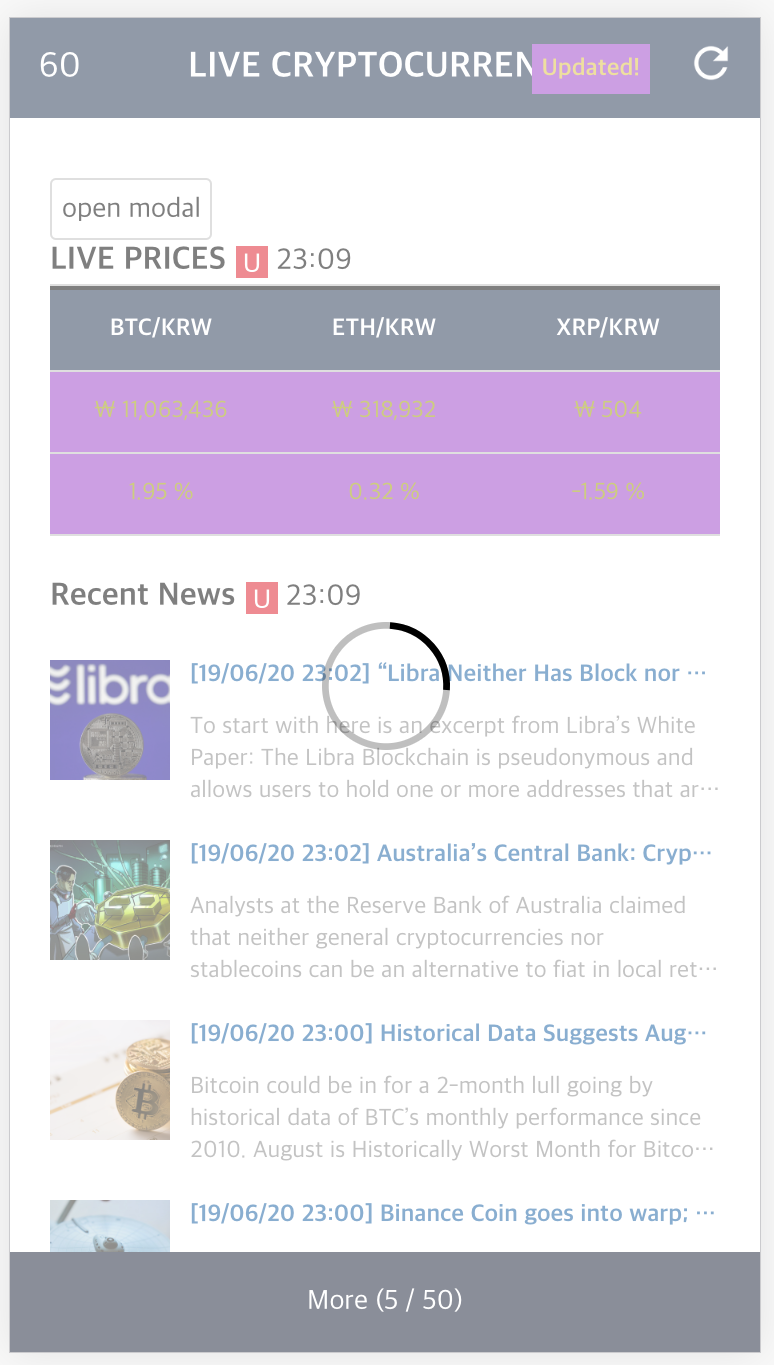 60 LIVE CRYPTOCURREN Updated!
open modal
LIVE PRICES U 23:09
BTC/KRW ETH/KRW XRP/KRW
₩ 11,063,436 ₩ 318,932 ₩ 504
1.95 % 0.32 % -1.59 %
Recent News U 23:09
libra
[19/06/20 23:02] “Libra Neither Has Block nor ···
To start with here is an excerpt from Libra’s White
Paper: The Libra Blockchain is pseudonymous and
allows users to hold one or more addresses that ar···
[19/06/20 23:02] Australia’s Central Bank: Cryp···
Analysts at the Reserve Bank of Australia claimed
that neither general cryptocurrencies nor
stablecoins can be an alternative to fiat in local ret···
[19/06/20 23:00] Historical Data Suggests Aug···
Bitcoin could be in for a 2-month lull going by
historical data of BTC’s monthly performance since
2010. August is Historically Worst Month for Bitco···
[19/06/20 23:00] Binance Coin goes into warp; ···
More (5 / 50)